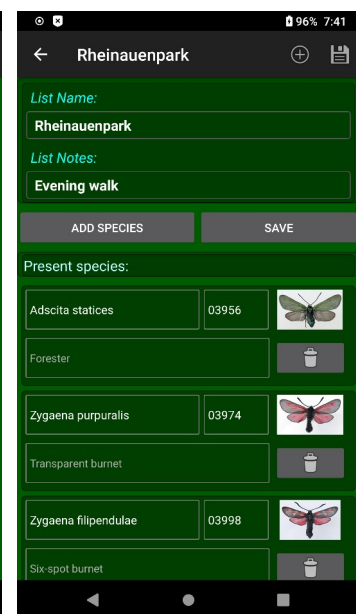 96% 7:41
Rheinauenpark
List Name:
Rheinauenpark
List Notes:
Evening walk
ADD SPECIES SAVE
Present species:
Adscita statices 03956
Forester
Zygaena purpuralis 03974
Transparent burnet
Zygaena filipendulae 03998
Six-spot burnet